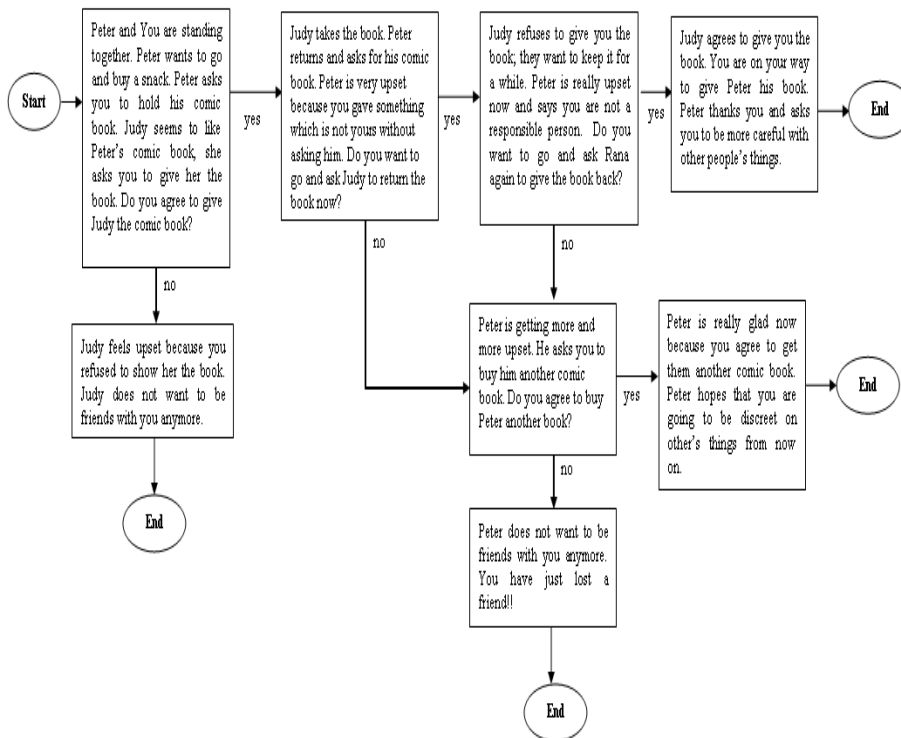 Start
Peter and You are standing
together. Peter wants to go
and buy a snack. Peter asks
you to hold his comic
book. Judy seems to like
Peter's comic book, she
asks you to give her the
book. Do you agree to give
Judy the comic book?
yes
Judy takes the book. Peter
returns and asks for his comic
book. Peter is very upset
because you gave something
which is not yours without
asking him. Do you want to
go and ask Judy to return the
book now?
yes
Judy refuses to give you the
book; they want to keep it for
a while. Peter is really upset
now and says you are not a
responsible person. Do you
want to go and ask Rana
again to give the book back?
yes
Judy agrees to give you the
book. You are on your way
to give Peter his book.
Peter thanks you and asks
you to be more careful with
other people's things.
End
no
no
no
Judy feels upset because you
refused to show her the book.
Judy does not want to be
friends with you anymore.
End
Peter is getting more and
more upset. He asks you to
buy him another comic
book. Do you agree to buy
Peter another book?
yes
Peter is really glad now
because you agree to get
them another comic book.
Peter hopes that you are
going to be discreet on
other's things from now
on.
End
no
Peter does not want to be
friends with you anymore.
You have just lost a
friend!!
End